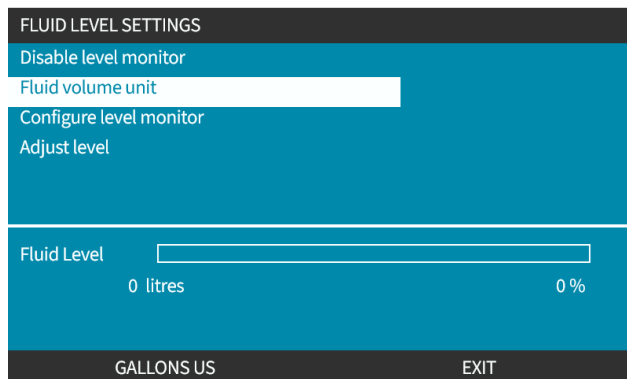 FLUID LEVEL SETTINGS
Disable level monitor
Fluid volume unit
Configure level monitor
Adjust level
Fluid Level
0 litres 0 %
GALLONS US EXIT